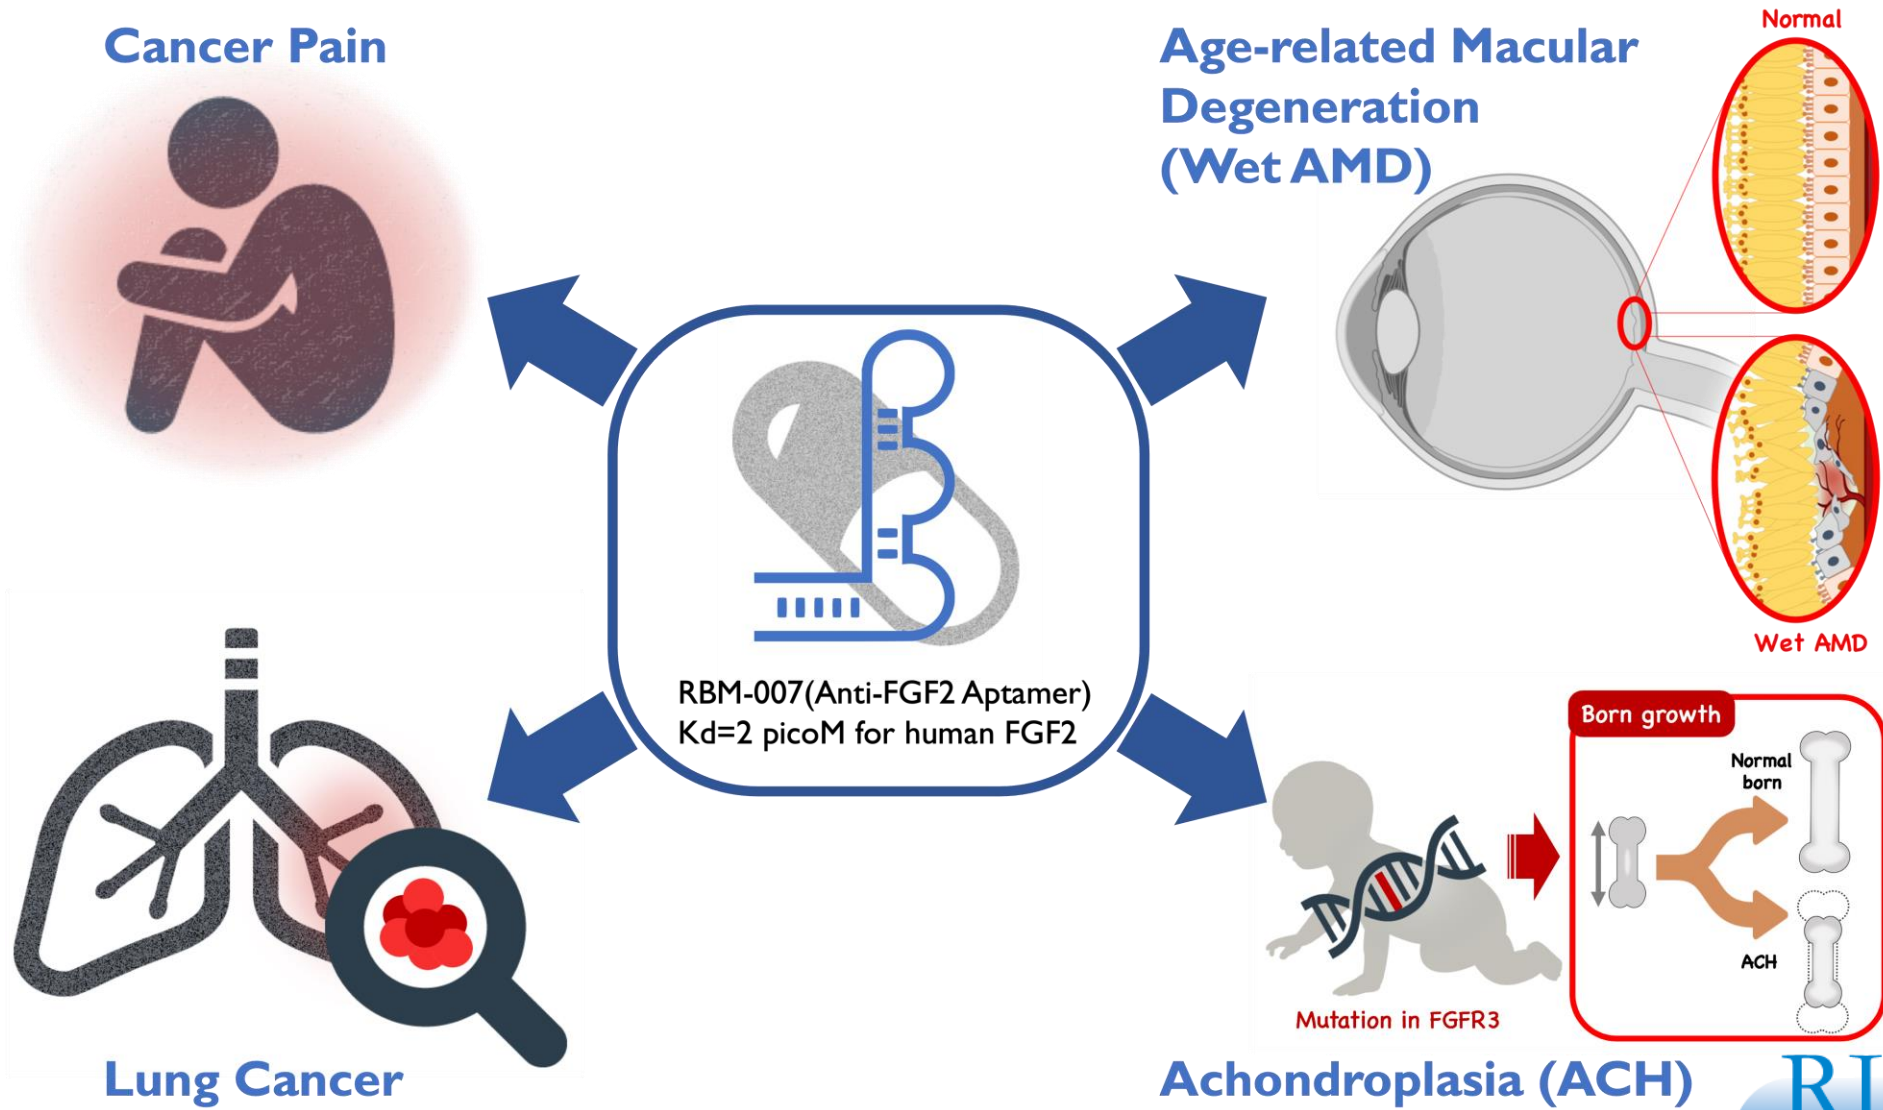 Cancer Pain
Age-related Macular
Degeneration
(Wet AMD)
Normal
Wet AMD
RBM-007(Anti-FGF2 Aptamer)
Kd=2 picoM for human FGF2
Lung Cancer
Born growth
Normal
born
ACH
Mutation in FGFR3
Achondroplasia (ACH)
RI